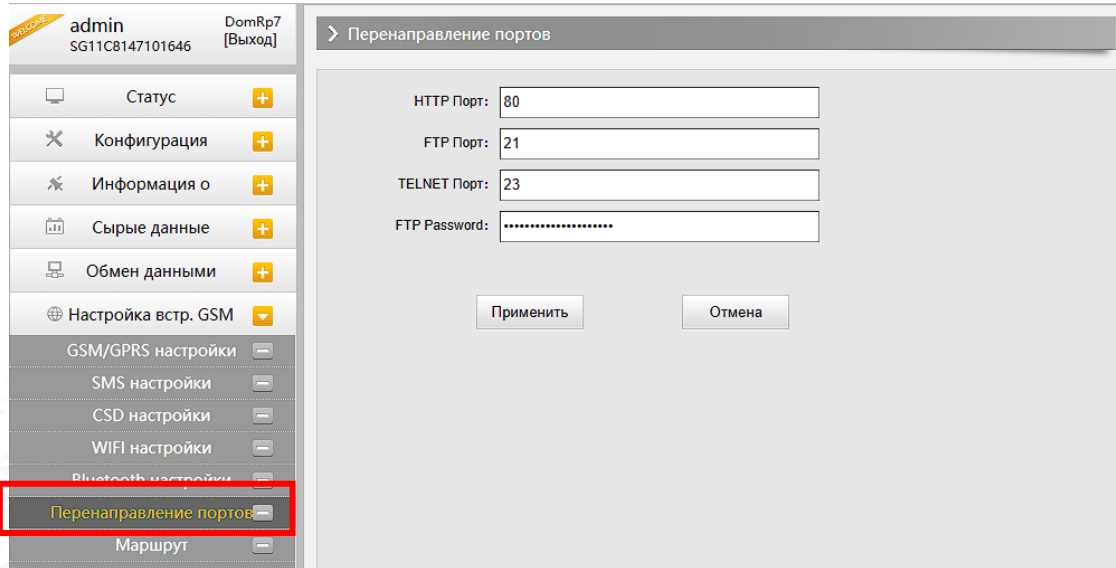 WELCOME
admin
DomRp7
SG11C8147101646
[Выход]
Статус
Конфигурация
Информация о
Сырые данные
Обмен данными
Настройка встр. GSM
GSM/GPRS настройки
SMS настройки
CSD настройки
WIFI настройки
Bluetooth настройки
Перенаправление портов
Маршрут
Перенаправление портов
HTTP Порт: 80
FTP Порт: 21
TELNET Порт: 23
FTP Password: •••••••••••••••••••••
Применить
Отмена